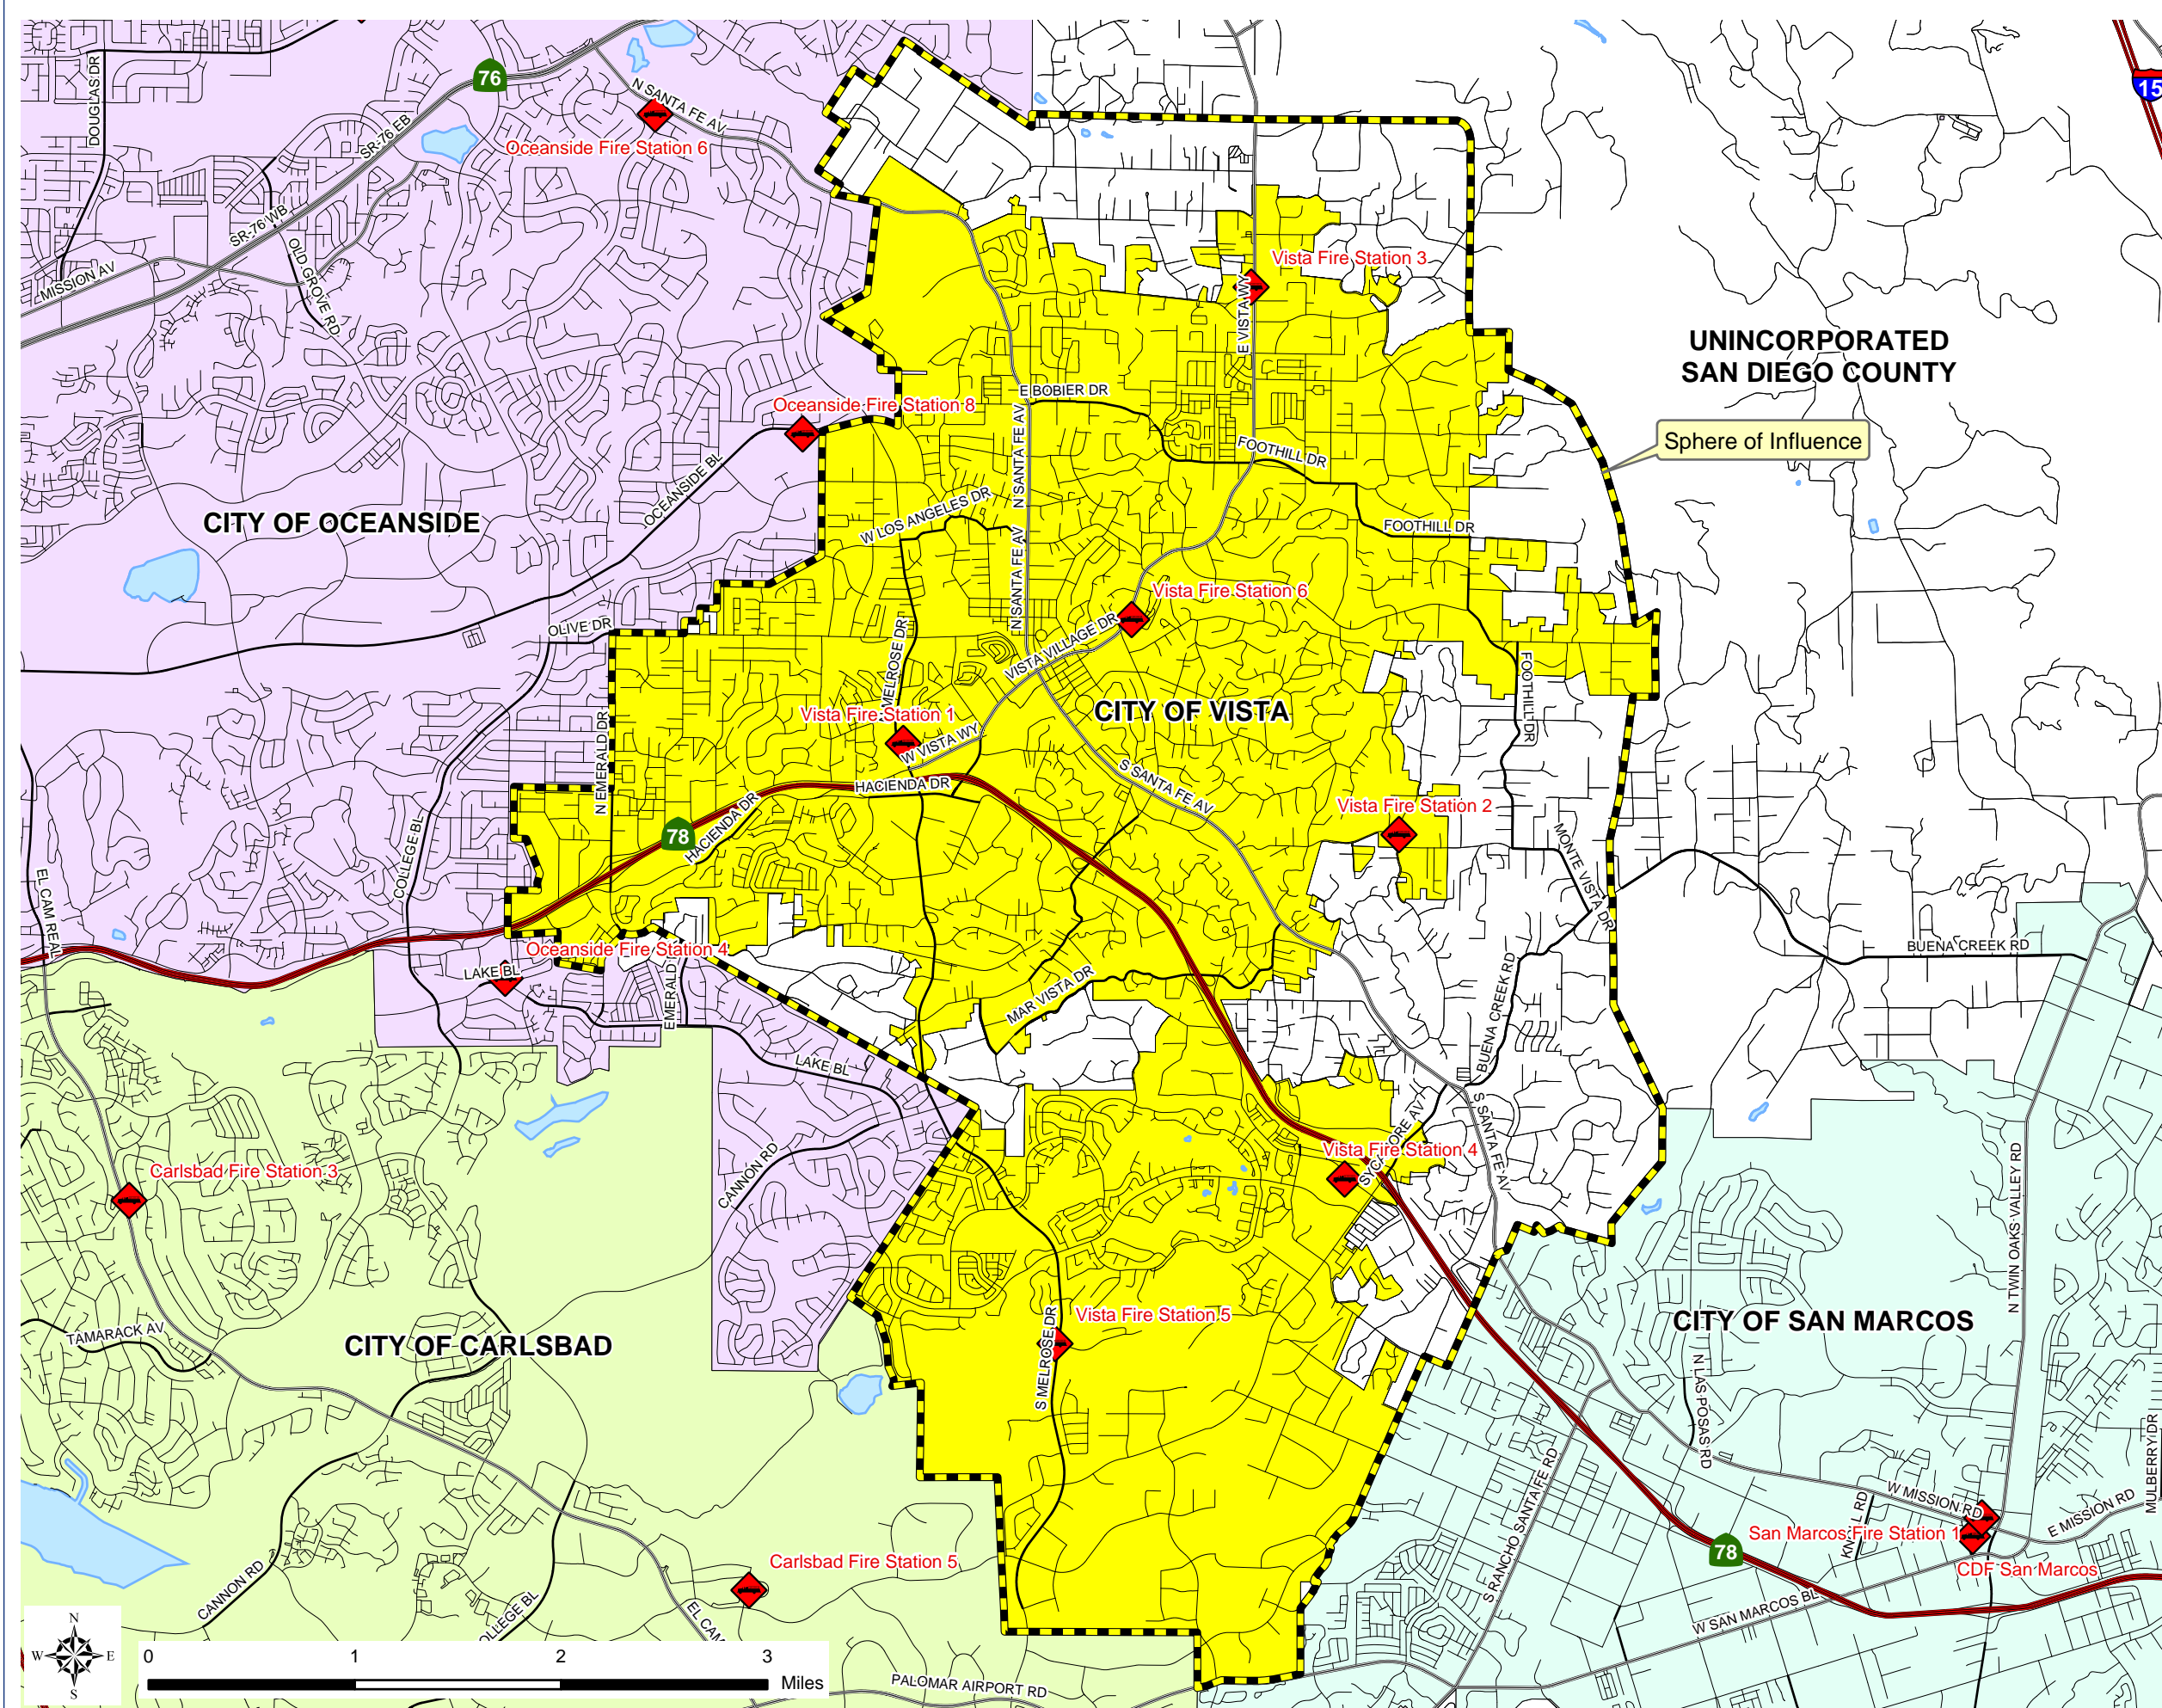 DOUGLAS DR
76
N SANTA FE AV
SR-76 EB
Oceanside Fire Station 6
15
SR-76 WB
OLD GROVE RD
MISSION AV
Vista Fire Station 3
E VISTA WY
UNINCORPORATED
SAN DIEGO COUNTY
E BOBIER DR
Oceanside Fire Station 8
N SANTA FE AV
FOOTHILL DR
Sphere of Influence
OCEANSIDE BL
W LOS ANGELES DR
CITY OF OCEANSIDE
FOOTHILL DR
N SANTA FE AV
Vista Fire Station 6
OLIVE DR
VISTA VILLAGE DR
MELROSE DR
FOOTHILL DR
N EMERALD DR
Vista Fire Station 1
CITY OF VISTA
W VISTA WY
HACIENDA DR
S SANTA FE AV
Vista Fire Station 2
78
HACIENDA DR
MONTE VISTA DR
COLLEGE BL
EL CAM REAL
Oceanside Fire Station 4
BUENA CREEK RD
LAKE BL
EMERALD
MAR VISTA DR
BUENA CREEK RD
LAKE BL
S SANTA FE AV
SYCAMORE AV
Vista Fire Station 4
CANNON RD
Carlsbad Fire Station 3
N TWIN OAKS VALLEY RD
Vista Fire Station 5
CITY OF SAN MARCOS
TAMARACK AV
CITY OF CARLSBAD
S MELROSE DR
N LAS POSAS RD
MULBERRY DR
S RANCHO SANTA FE RD
W MISSION RD
E MISSION RD
San Marcos Fire Station 1
78
CDF San Marcos
Carlsbad Fire Station 5
CANNON RD
OLLEGE BL
EL CAM
W SAN MARCOS BL
PALOMAR AIRPORT RD
N
W E
S
0 1 2 3
Miles